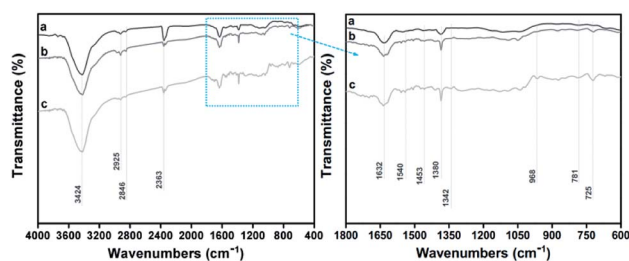 a
b
c
Transmittance (%)
3424
2925
2846
2363
4000 3600 3200 2800 2400 2000 1600 1200 800 400
Wavenumbers (cm⁻¹)
a
b
c
Transmittance (%)
1632
1540
1453
1380
1342
968
781
725
1800 1650 1500 1350 1200 1050 900 750 600
Wavenumbers (cm⁻¹)